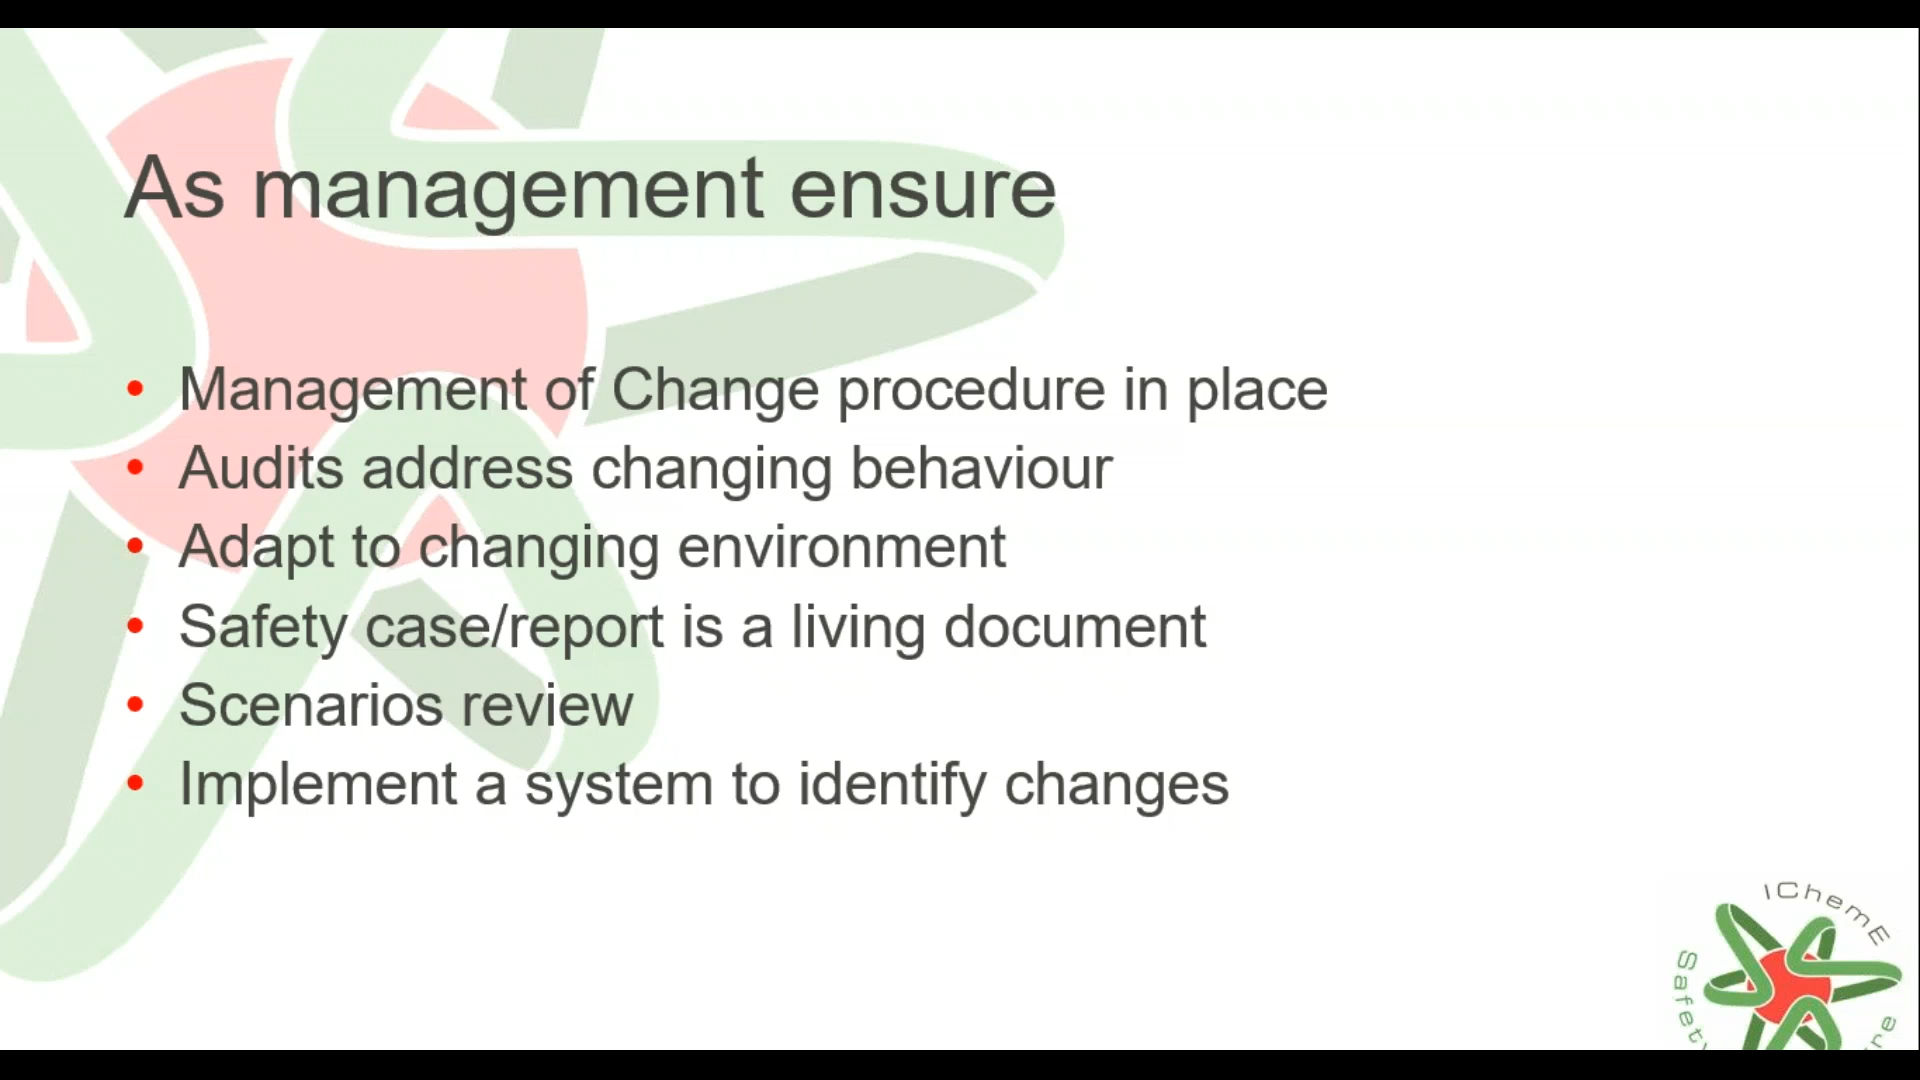 As management ensure
• Management of Change procedure in place
• Audits address changing behaviour
• Adapt to changing environment
• Safety case/report is a living document
• Scenarios review
• Implement a system to identify changes
IChemE